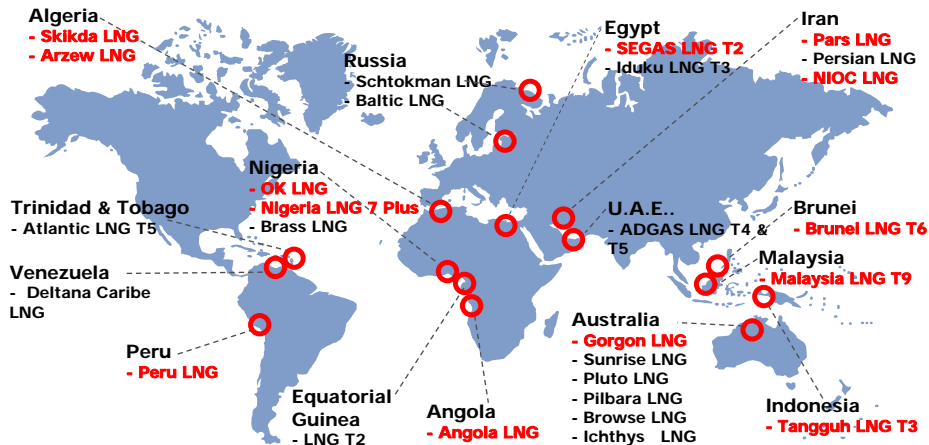 Algeria
- Skikda LNG
- Arzew LNG
Russia
- Schtokman LNG
- Baltic LNG
Egypt
- SEGAS LNG T2
- Iduku LNG T3
Iran
- Pars LNG
- Persian LNG
- NIOC LNG
Nigeria
- OK LNG
- Nigeria LNG 7 Plus
- Brass LNG
Trinidad & Tobago
- Atlantic LNG T5
U.A.E..
- ADGAS LNG T4 &
T5
Brunei
- Brunei LNG T6
Venezuela
- Deltana Caribe
LNG
Malaysia
- Malaysia LNG T9
Peru
- Peru LNG
Equatorial
Guinea
- LNG T2
Angola
- Angola LNG
Australia
- Gorgon LNG
- Sunrise LNG
- Pluto LNG
- Pilbara LNG
- Browse LNG
- Ichthys LNG
Indonesia
- Tangguh LNG T3